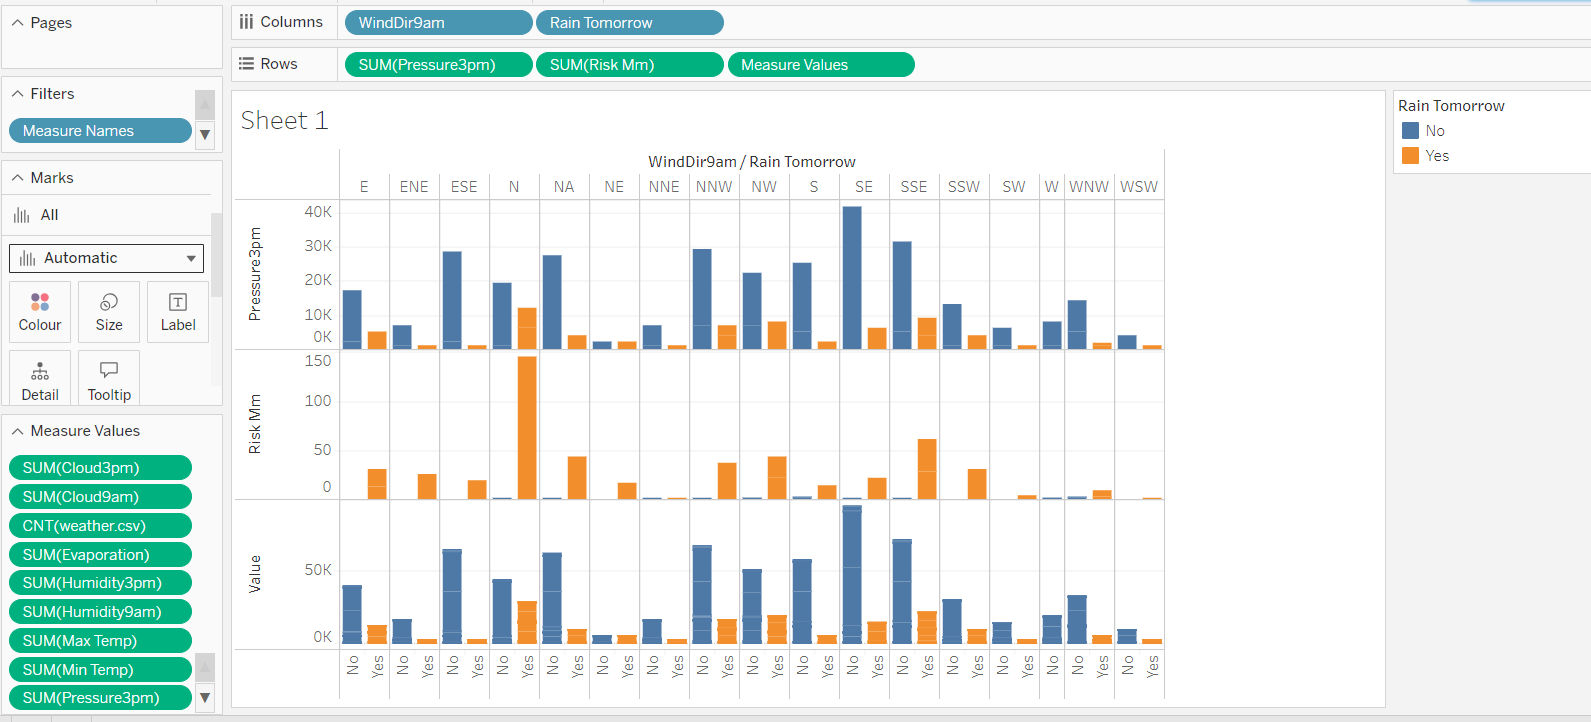 Pages
Columns
WindDir9am
Rain Tomorrow
Rows
SUM(Pressure3pm)
SUM(Risk Mm)
Measure Values
Filters
Measure Names
Marks
All
Automatic
Colour
Size
Label
Detail
Tooltip
Measure Values
SUM(Cloud3pm)
SUM(Cloud9am)
CNT(weather.csv)
SUM(Evaporation)
SUM(Humidity3pm)
SUM(Humidity9am)
SUM(Max Temp)
SUM(Min Temp)
SUM(Pressure3pm)
Sheet 1
WindDir9am / Rain Tomorrow
E ENE ESE N NA NE NNE NNW NW S SE SSE SSW SW W WNW WSW
Pressure3pm
40K
30K
20K
10K
0K
Risk Mm
150
100
50
0
Value
50K
0K
No Yes No Yes No Yes No Yes No Yes No Yes No Yes No Yes No Yes No Yes No Yes No Yes No Yes No Yes No No Yes No Yes
Rain Tomorrow
No
Yes